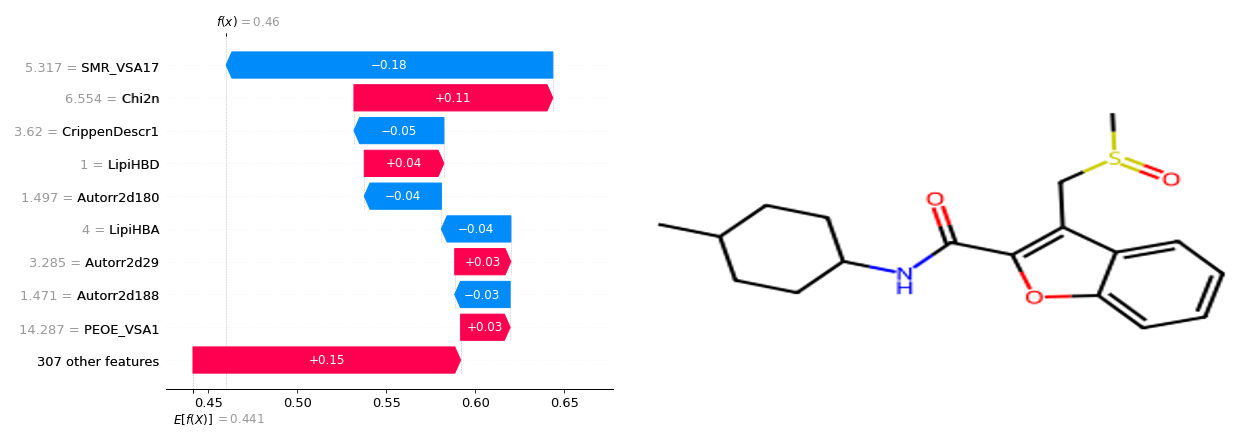 f(x) = 0.46
5.317 = SMR_VSA17
−0.18
6.554 = Chi2n
+0.11
3.62 = CrippenDescr1
−0.05
1 = LipiHBD
+0.04
1.497 = Autorr2d180
−0.04
4 = LipiHBA
−0.04
3.285 = Autorr2d29
+0.03
1.471 = Autorr2d188
−0.03
14.287 = PEOE_VSA1
+0.03
307 other features
+0.15
0.45 0.50 0.55 0.60 0.65
E[f(X)] = 0.441
S
O
O
N
H
O